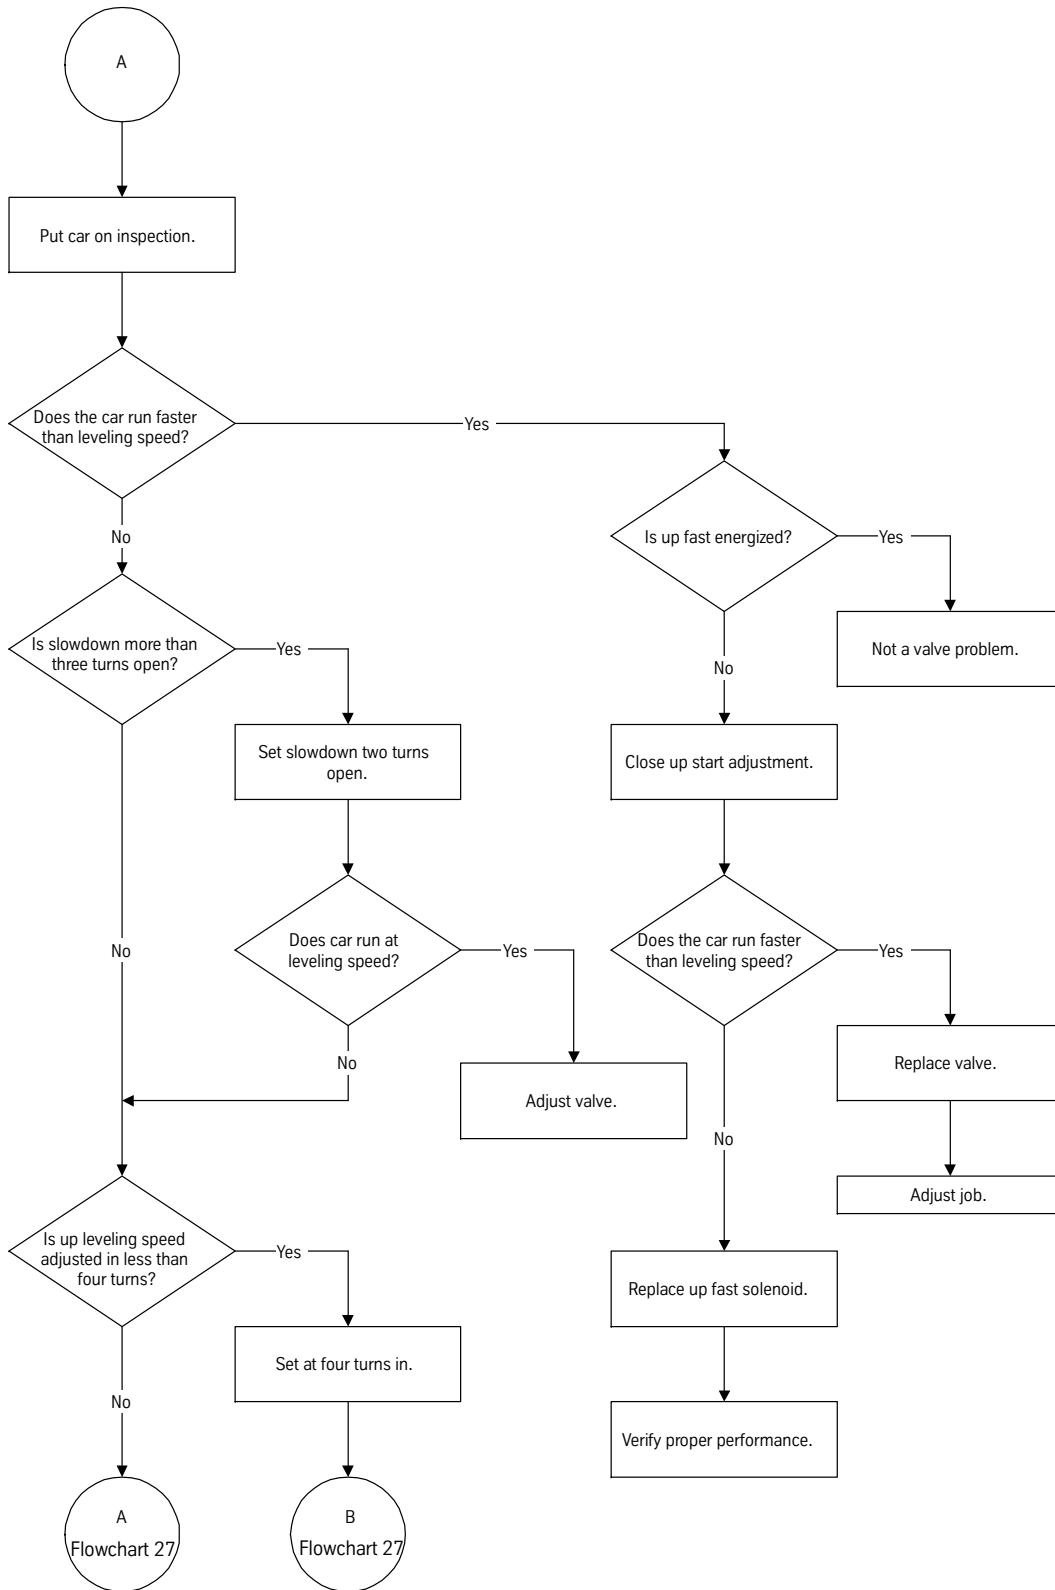 A
Put car on inspection.
Does the car run faster
than leveling speed?
Yes
No
Is up fast energized?
Yes
Not a valve problem.
No
Is slowdown more than
three turns open?
Yes
Set slowdown two turns
open.
Close up start adjustment.
No
Does car run at
leveling speed?
Yes
No
Adjust valve.
Does the car run faster
than leveling speed?
Yes
Replace valve.
Adjust job.
No
Replace up fast solenoid.
Verify proper performance.
Is up leveling speed
adjusted in less than
four turns?
Yes
Set at four turns in.
No
A
Flowchart 27
B
Flowchart 27